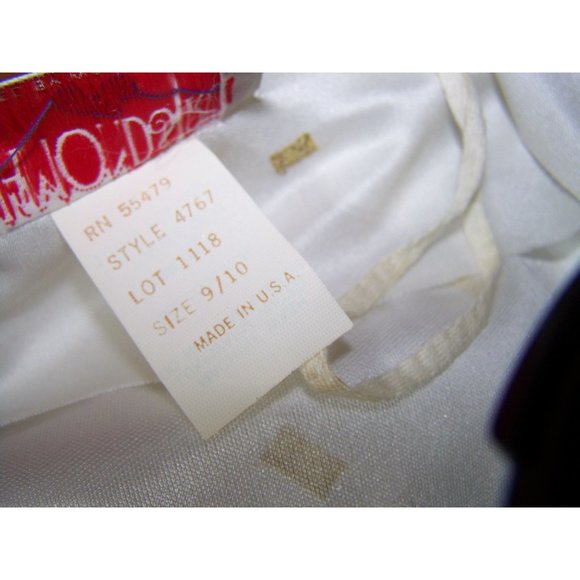 RN 55479
STYLE 4767
LOT 1118
SIZE 9/10
MADE IN U.S.A.